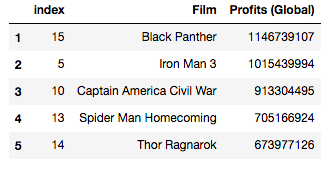 index Film Profits (Global)
1 15 Black Panther 1146739107
2 5 Iron Man 3 1015439994
3 10 Captain America Civil War 913304495
4 13 Spider Man Homecoming 705166924
5 14 Thor Ragnarok 673977126